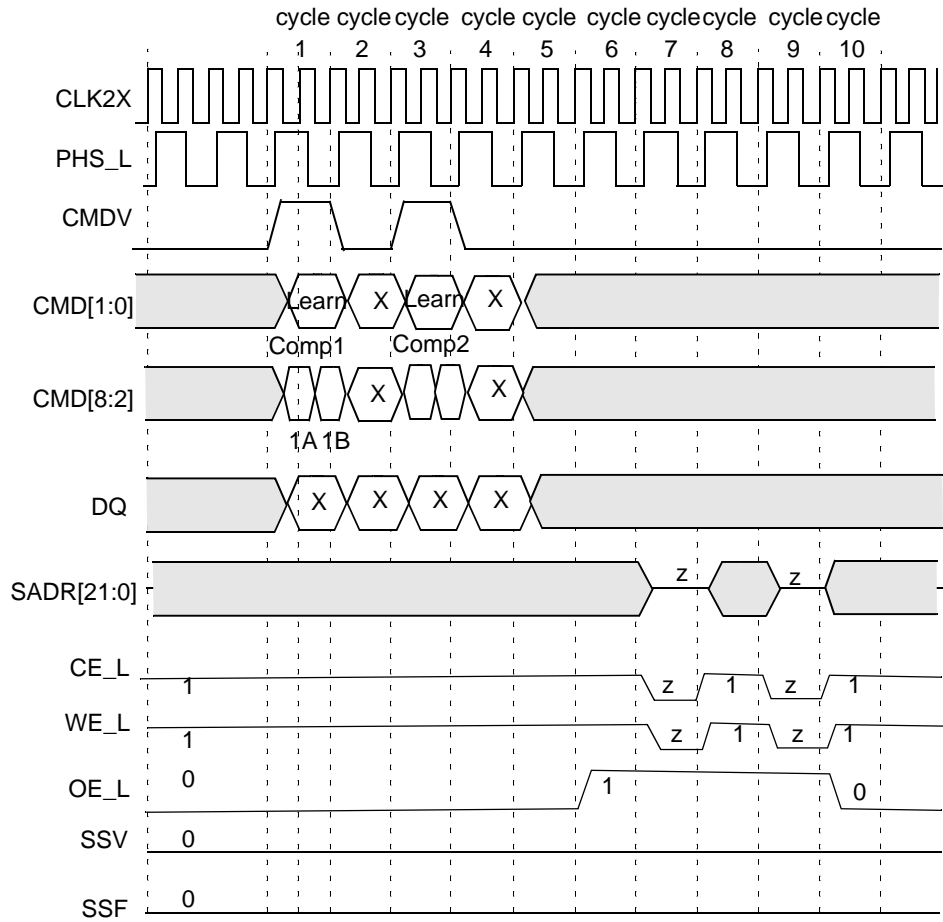 cycle cycle cycle cycle cycle cycle cycle cycle cycle cycle
1 2 3 4 5 6 7 8 9 10
CLK2X
PHS_L
CMDV
CMD[1:0] Learn X Learn X
Comp1 Comp2
CMD[8:2] X X
1A 1B
DQ X X X X
SADR[21:0] z z
CE_L 1 z 1 z 1
WE_L 1 z 1 z 1
OE_L 0 1 0
SSV 0
SSF 0